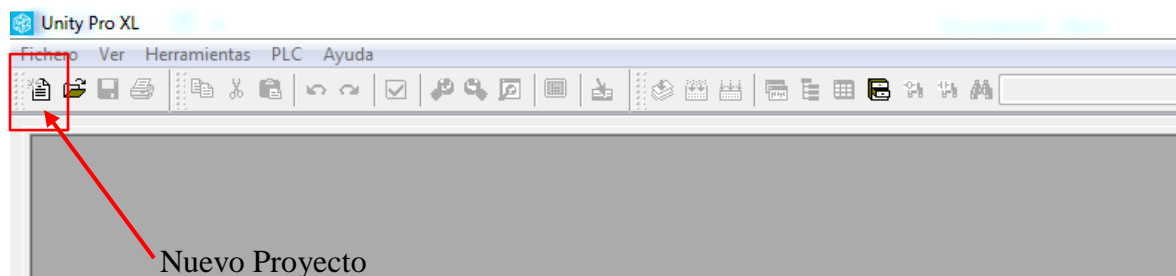 Unity Pro XL
Fichero Ver Herramientas PLC Ayuda
Nuevo Proyecto